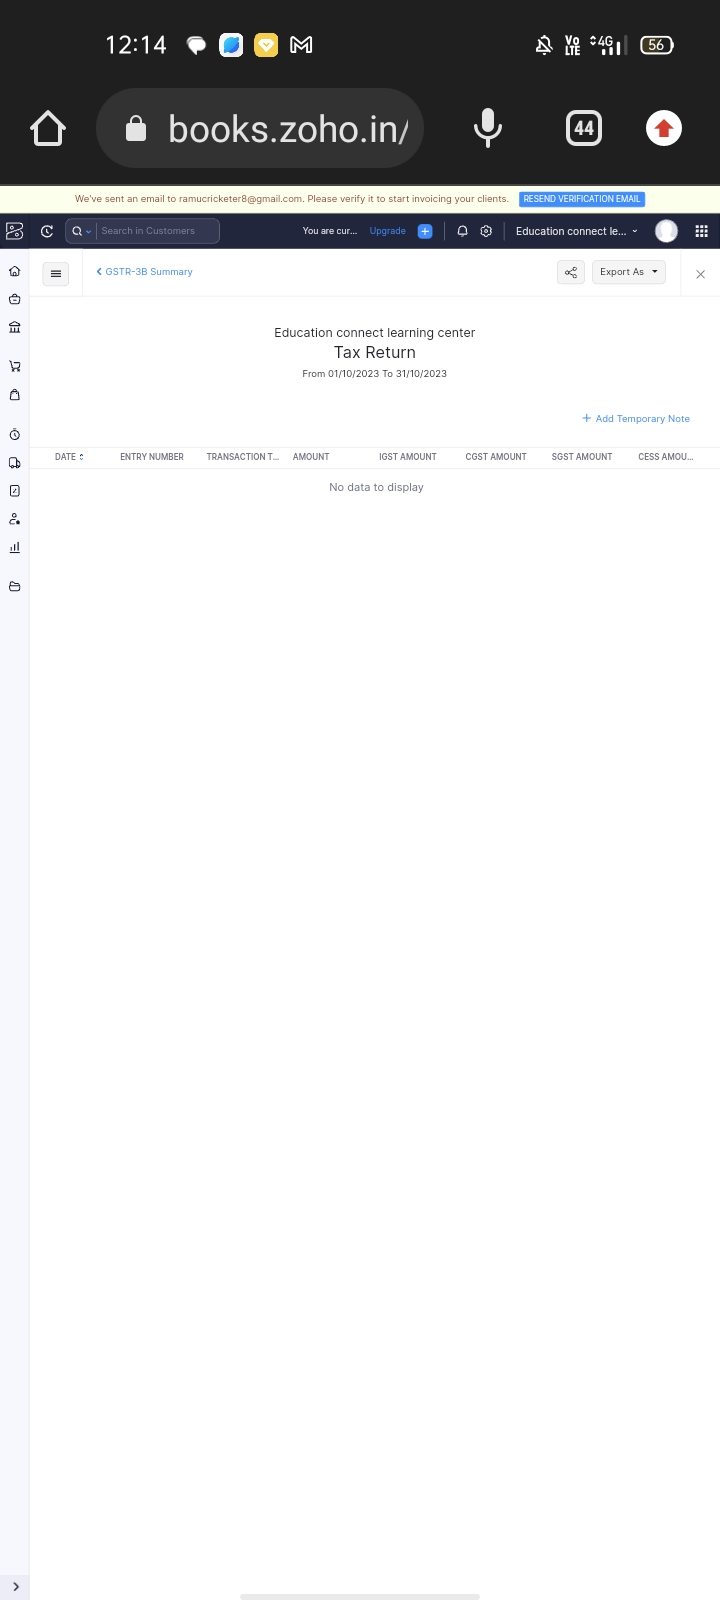 12:14
Vo LTE 4G 56
books.zoho.in/
44
We've sent an email to ramucricketer8@gmail.com. Please verify it to start invoicing your clients. RESEND VERIFICATION EMAIL
Search in Customers You are cur... Upgrade Education connect le...
GSTR-3B Summary Export As
Education connect learning center
Tax Return
From 01/10/2023 To 31/10/2023
+ Add Temporary Note
DATE ENTRY NUMBER TRANSACTION T... AMOUNT IGST AMOUNT CGST AMOUNT SGST AMOUNT CESS AMOU...
No data to display